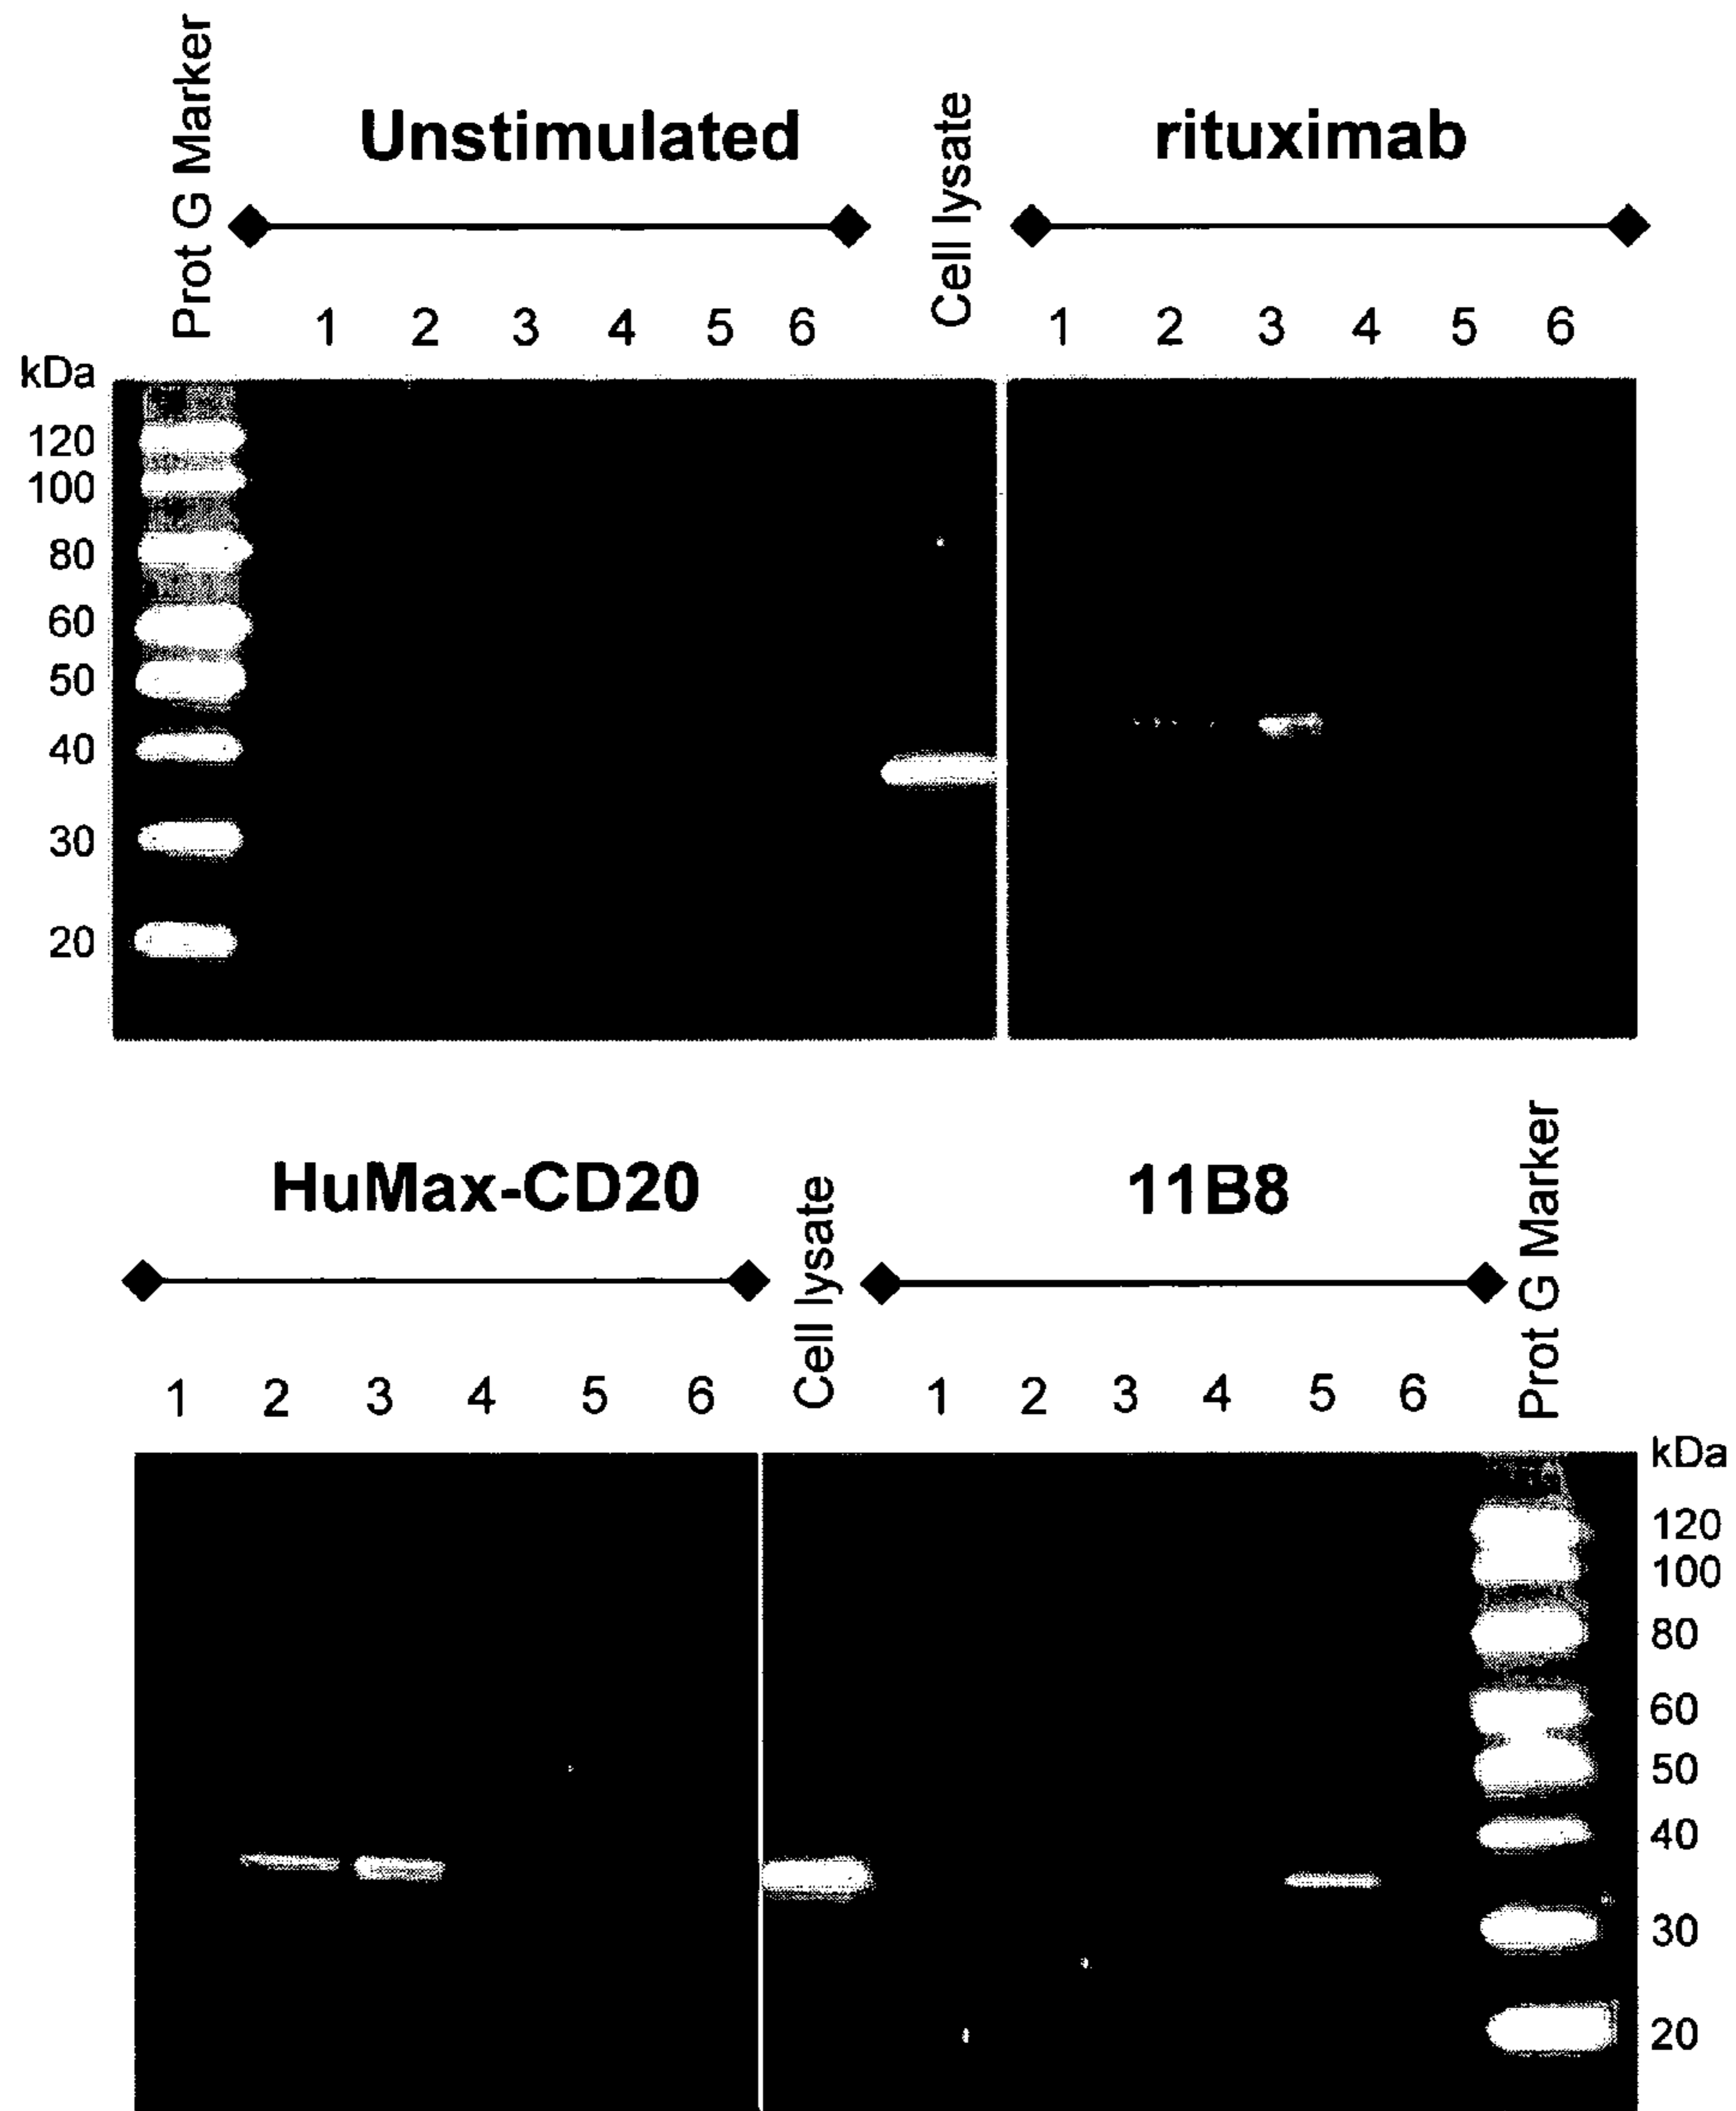 Prot G Marker
Unstimulated
Cell lysate
rituximab
1 2 3 4 5 6
1 2 3 4 5 6
kDa
120
100
80
60
50
40
30
20
HuMax-CD20
Cell lysate
11B8
Prot G Marker
1 2 3 4 5 6
1 2 3 4 5 6
kDa
120
100
80
60
50
40
30
20